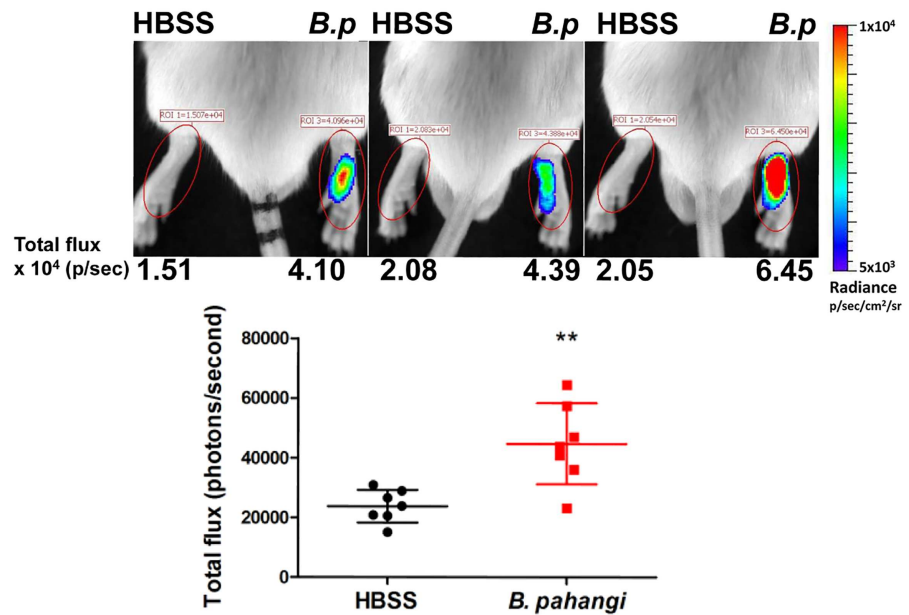 HBSS B.p HBSS B.p HBSS B.p
1x10⁴
ROI 1=1.507e+04 ROI 3=4.096e+04 ROI 1=2.083e+04 ROI 3=4.388e+04 ROI 1=2.054e+04 ROI 3=6.450e+04
Total flux
x 10⁴ (p/sec) 1.51 4.10 2.08 4.39 2.05 6.45
5x10³
Radiance
p/sec/cm²/sr
Total flux (photons/second)
80000
60000
40000
20000
0
**
HBSS B. pahangi